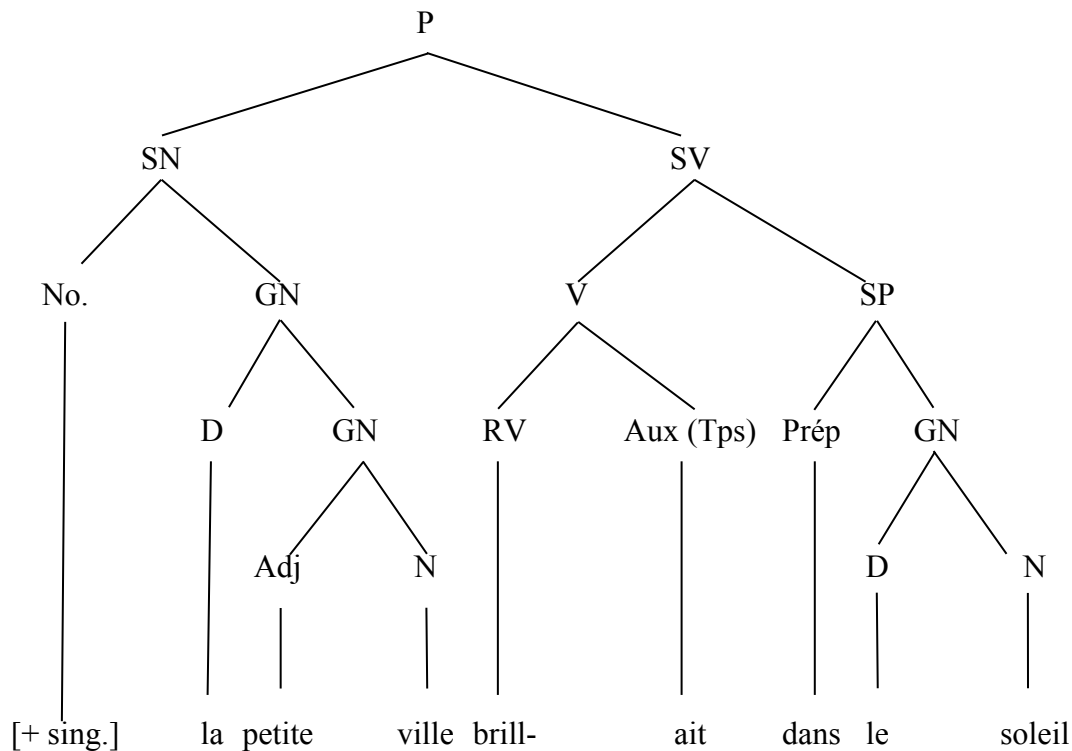 P
SN SV
No. GN V SP
D GN RV Aux (Tps) Prép GN
Adj N D N
[+ sing.] la petite ville brill- ait dans le soleil